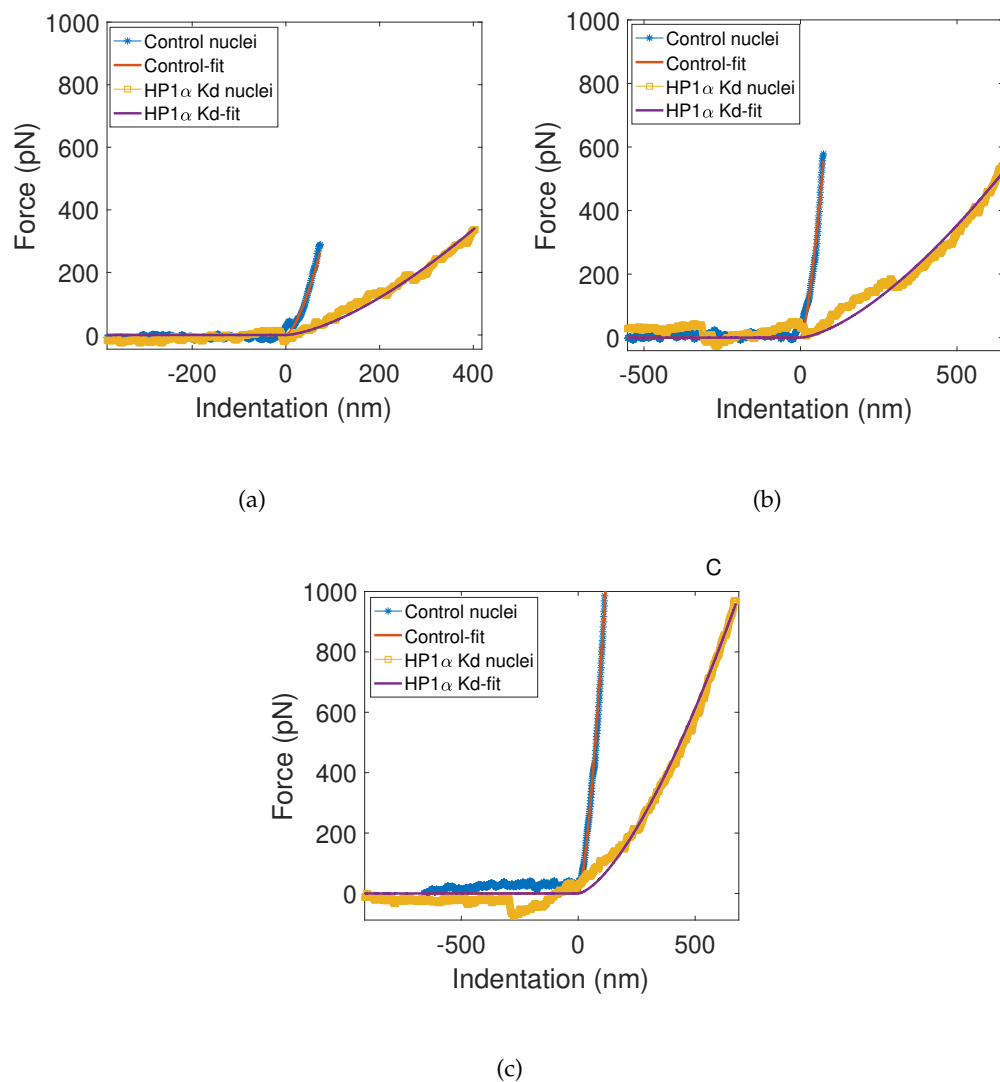 1000
800
600
400
200
0
Force (pN)
Control nuclei
Control-fit
HP1α Kd nuclei
HP1α Kd-fit
-200 0 200 400
Indentation (nm)
(a)
1000
800
600
400
200
0
Force (pN)
Control nuclei
Control-fit
HP1α Kd nuclei
HP1α Kd-fit
-500 0 500
Indentation (nm)
(b)
C
1000
800
600
400
200
0
Force (pN)
Control nuclei
Control-fit
HP1α Kd nuclei
HP1α Kd-fit
-500 0 500
Indentation (nm)
(c)